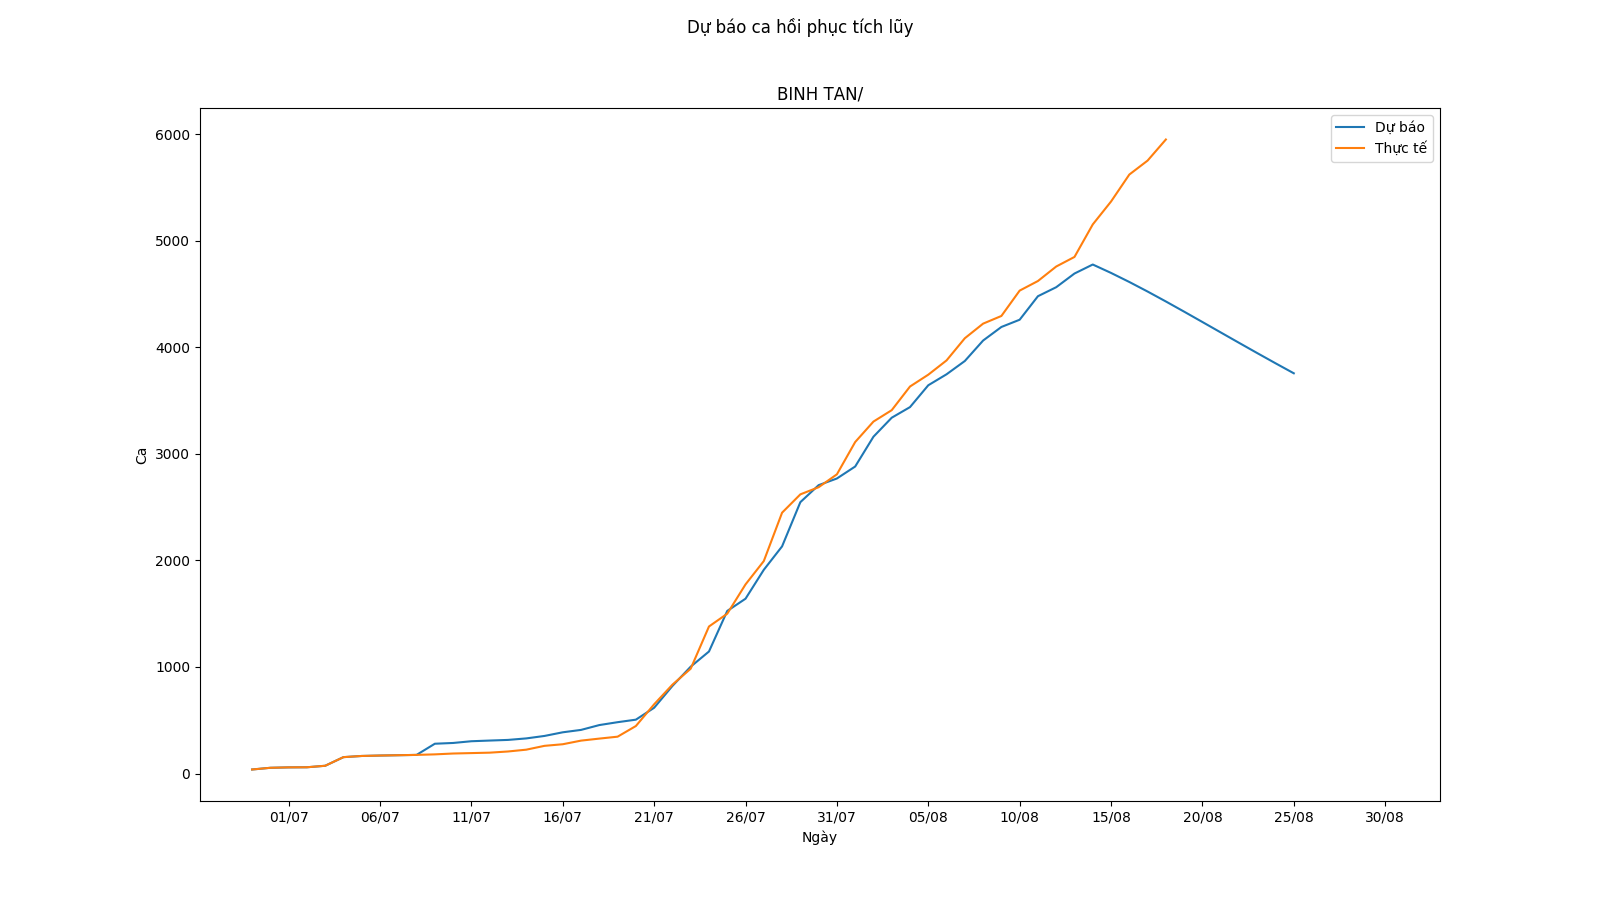 Dự báo ca hồi phục tích lũy
BINH TAN/
Dự báo
Thực tế
6000
5000
4000
3000
2000
1000
0
Ca
01/07 06/07 11/07 16/07 21/07 26/07 31/07 05/08 10/08 15/08 20/08 25/08 30/08
Ngày